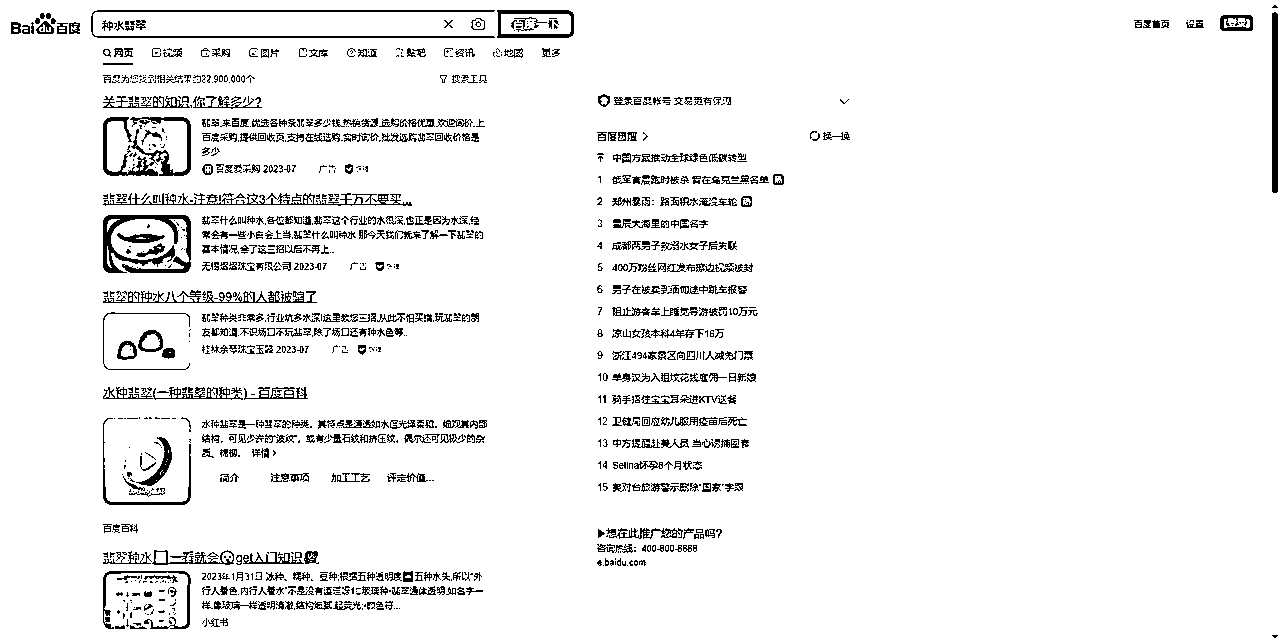 Bai百度
种水翡翠
百度一下
百度首页 设置 登录
网页 视频 采购 图片 文库 知道 贴吧 资讯 地图 更多
百度为您找到相关结果约22,900,000个
搜索工具
关于翡翠的知识,你了解多少?
翡翠,来百度,优选各种条翡翠多少钱,热销货源,选购价格优惠,欢迎询价,上
百度采购,提供回收页,支持在线选购,实时询价,批发选购翡翠回收价格是
多少
百度爱采购 2023-07 广告
翡翠什么叫种水-注意!符合这3个特点的翡翠千万不要买...
翡翠什么叫种水,各位都知道,翡翠这个行业的水很深,也正是因为水深,经
常会有一些小白会上当,翡翠什么叫种水 那今天我们就来了解一下翡翠的
基本情况,会了这三招以后不再上..
珠宝有限公司 2023-07 广告
翡翠的种水八个等级-99%的人都被骗了
翡翠种类非常多,行业坑多水深!这里教您三招,从此不怕买贵,玩翡翠的朋
友都知道,不识场口不玩翡翠,除了场口还有种水色等..
珠宝玉器 2023-07 广告
水种翡翠(一种翡翠的种类) - 百度百科
水种翡翠是一种翡翠的种类。其特点是通透如水但光泽柔和。细观其内部
结构,可见少许的“波纹”,或有少量石纹和挤压纹,偶尔还可见极少的杂
质、棉柳。 详情
简介 注意事项 加工工艺 评定价值...
百度百科
翡翠种水 一看就会 get入门知识
2023年1月31日 冰种、糯种、豆种;根据五种透明度 五种水头,所以“外
行人看色,内行人看水”不是没有道理 玻璃种-翡翠通体透明,如名字一
样,像玻璃一样透明清澈,结构细腻,起荧光;颜色符...
小红书
登录百度帐号 交易更有保障
百度热搜
换一换
中国方案推动全球绿色低碳转型
1 俄军官晨跑时被杀 曾在乌克兰黑名单 热
2 郑州暴雨：路面积水淹没车轮 热
3 星辰大海里的中国名字
4 成都两男子救溺水女子后失联
5 400万粉丝网红发布擦边视频被封
6 男子在被卖到缅甸途中跳车报警
7 阻止游客车上睡觉导游被罚10万元
8 凉山女孩本科4年存下16万
9 浙江494家景区向四川人减免门票
10 单身汉为入祖坟花钱雇佣一日新娘
11 骑手捂住宝宝耳朵进KTV送餐
12 卫健局回应幼儿服用疫苗后死亡
13 中方提醒赴美人员 当心诱捕圈套
14 Selina怀孕8个月状态
15 美对台旅游警示删除“国家”字眼
想在此推广您的产品吗?
咨询热线：400-800-8888
e.baidu.com